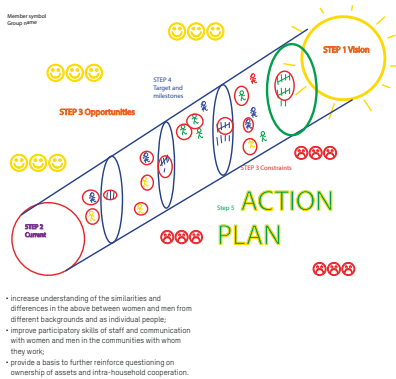 Member symbol
Group name
STEP 1 Vision
STEP 4
Target and
milestones
STEP 3 Opportunities
STEP 3 Constraints
Step 5 ACTION
PLAN
STEP 2
Current
• increase understanding of the similarities and
differences in the above between women and men from
different backgrounds and as individual people;
• improve participatory skills of staff and communication
with women and men in the communities with whom
they work;
• provide a basis to further reinforce questioning on
ownership of assets and intra-household cooperation.